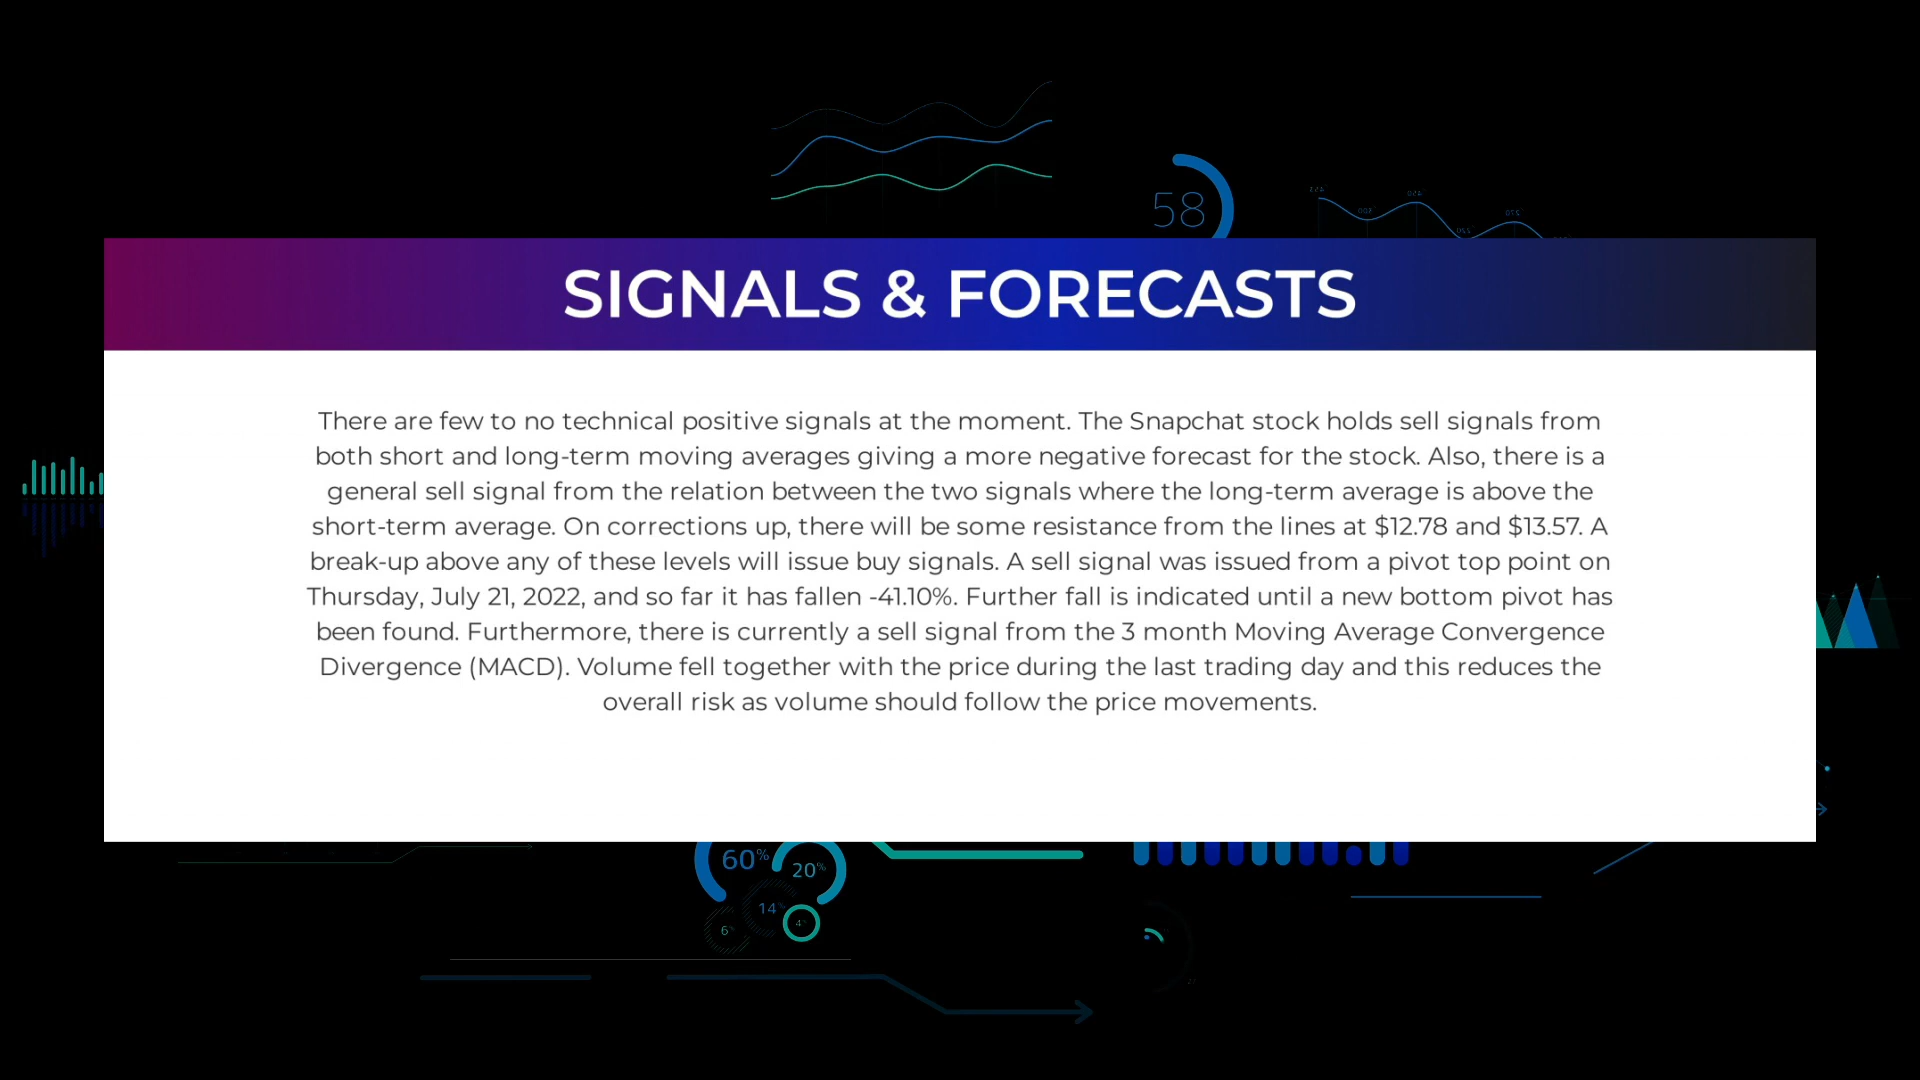 58
SIGNALS & FORECASTS
There are few to no technical positive signals at the moment. The Snapchat stock holds sell signals from
both short and long-term moving averages giving a more negative forecast for the stock. Also, there is a
general sell signal from the relation between the two signals where the long-term average is above the
short-term average. On corrections up, there will be some resistance from the lines at $12.78 and $13.57. A
break-up above any of these levels will issue buy signals. A sell signal was issued from a pivot top point on
Thursday, July 21, 2022, and so far it has fallen -41.10%. Further fall is indicated until a new bottom pivot has
been found. Furthermore, there is currently a sell signal from the 3 month Moving Average Convergence
Divergence (MACD). Volume fell together with the price during the last trading day and this reduces the
overall risk as volume should follow the price movements.
60%
20%
14
6
4